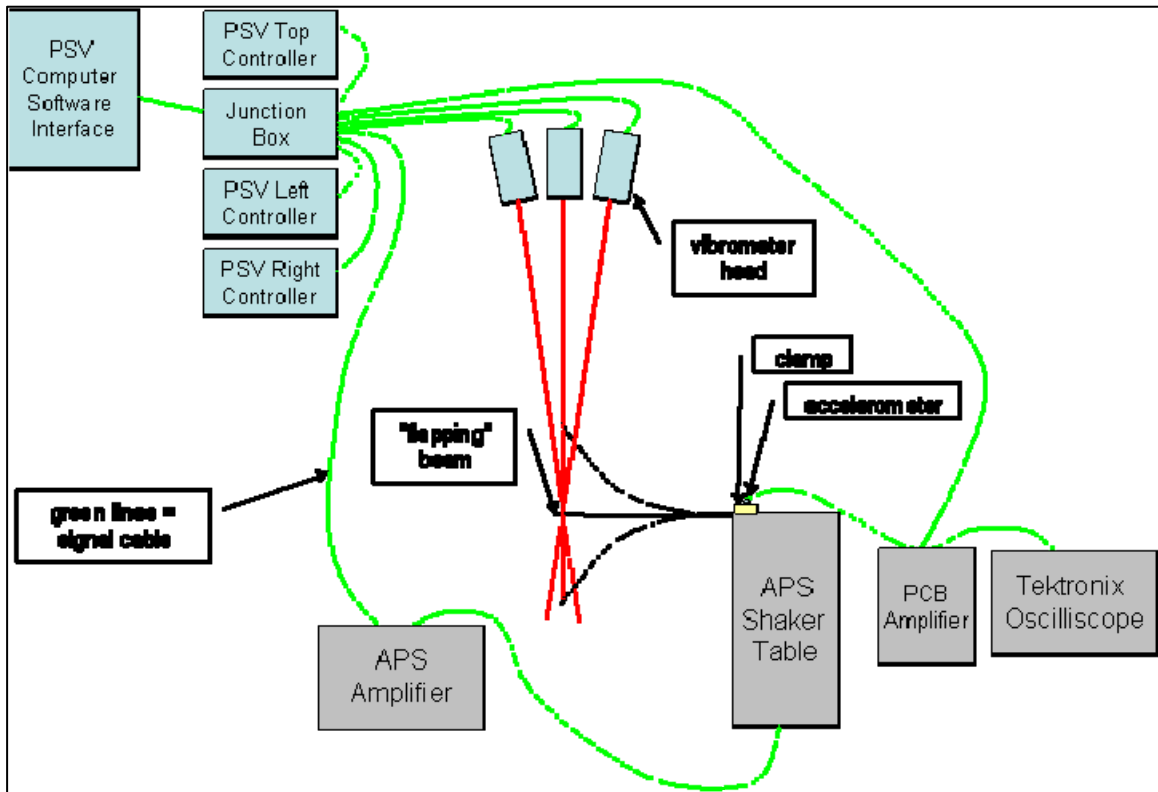 PSV
Computer
Software
Interface
PSV Top
Controller
Junction
Box
PSV Left
Controller
PSV Right
Controller
vibrometer
head
clamp
accelerometer
"flapping"
beam
green lines =
signal cable
APS
Amplifier
APS
Shaker
Table
PCB
Amplifier
Tektronix
Oscilliscope